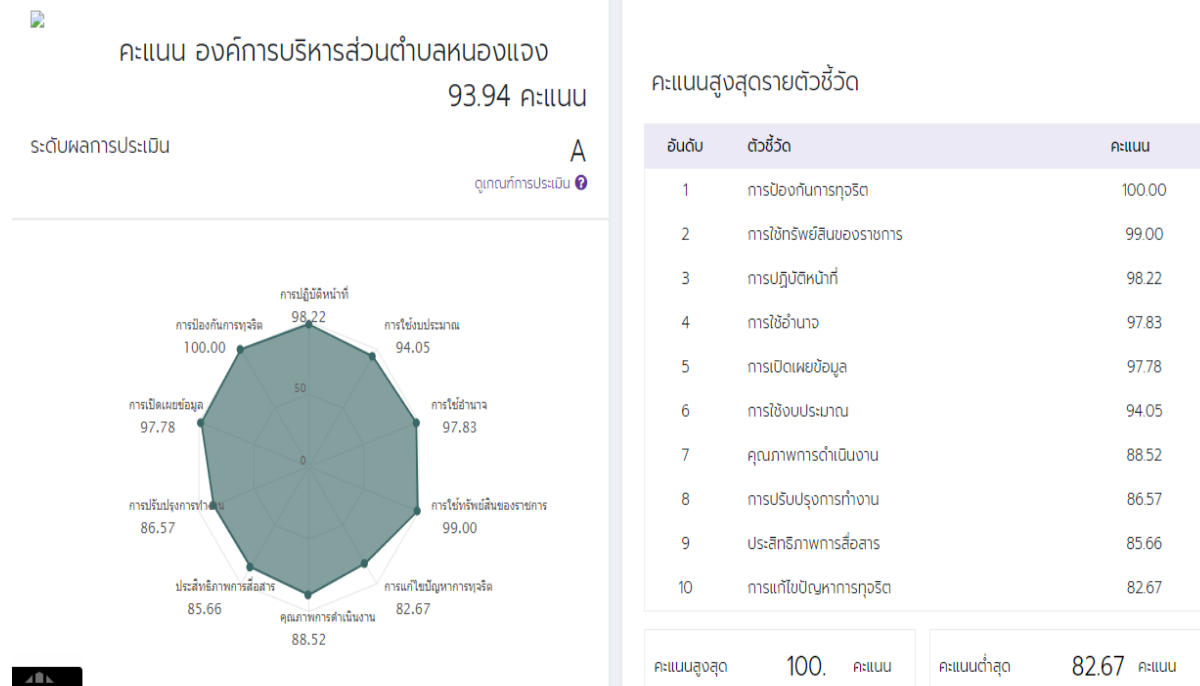 คะแนน องค์การบริหารส่วนตำบลหนองแจง
93.94 คะแนน
ระดับผลการประเมิน
A
ดูเกณฑ์การประเมิน ?
การปฏิบัติหน้าที่
98.22
การใช้งบประมาณ
94.05
การใช้อำนาจ
97.83
การใช้ทรัพย์สินของราชการ
99.00
การแก้ไขปัญหาการทุจริต
82.67
คุณภาพการดำเนินงาน
88.52
ประสิทธิภาพการสื่อสาร
85.66
การปรับปรุงการทำงาน
86.57
การเปิดเผยข้อมูล
97.78
การป้องกันการทุจริต
100.00
50
0
คะแนนสูงสุดรายตัวชี้วัด
อันดับ ตัวชี้วัด คะแนน
1 การป้องกันการทุจริต 100.00
2 การใช้ทรัพย์สินของราชการ 99.00
3 การปฏิบัติหน้าที่ 98.22
4 การใช้อำนาจ 97.83
5 การเปิดเผยข้อมูล 97.78
6 การใช้งบประมาณ 94.05
7 คุณภาพการดำเนินงาน 88.52
8 การปรับปรุงการทำงาน 86.57
9 ประสิทธิภาพการสื่อสาร 85.66
10 การแก้ไขปัญหาการทุจริต 82.67
คะแนนสูงสุด 100. คะแนน
คะแนนต่ำสุด 82.67 คะแนน